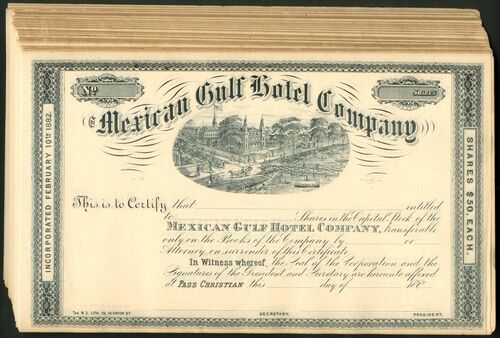 No
SHARES
THE Mexican Gulf Hotel Company
INCORPORATED FEBRUARY 10TH 1882.
SHARES $50, EACH.
This is to Certify that entitled
to Shares in the Capital Stock of the
MEXICAN GULF HOTEL COMPANY, transferable
only on the Books of the Company by or
Attorney, on surrender of this Certificate.
In Witness whereof, the Seal of the Corporation and the
Signatures of the President and Secretary are hereunto affixed
at PASS CHRISTIAN this day of 188
SECRETARY.
PRESIDENT.